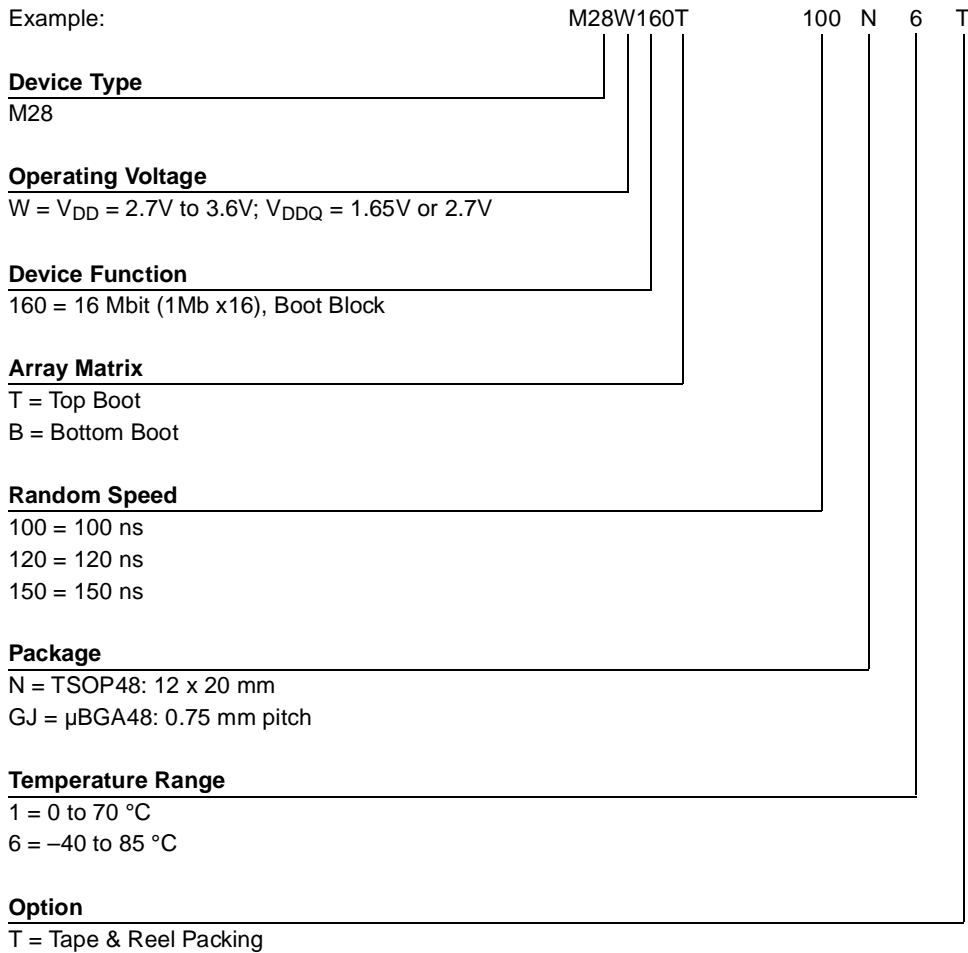 Example: M28W160T 100 N 6 T
Device Type
M28
Operating Voltage
W = VDD = 2.7V to 3.6V; VDDQ = 1.65V or 2.7V
Device Function
160 = 16 Mbit (1Mb x16), Boot Block
Array Matrix
T = Top Boot
B = Bottom Boot
Random Speed
100 = 100 ns
120 = 120 ns
150 = 150 ns
Package
N = TSOP48: 12 x 20 mm
GJ = µBGA48: 0.75 mm pitch
Temperature Range
1 = 0 to 70 °C
6 = –40 to 85 °C
Option
T = Tape & Reel Packing